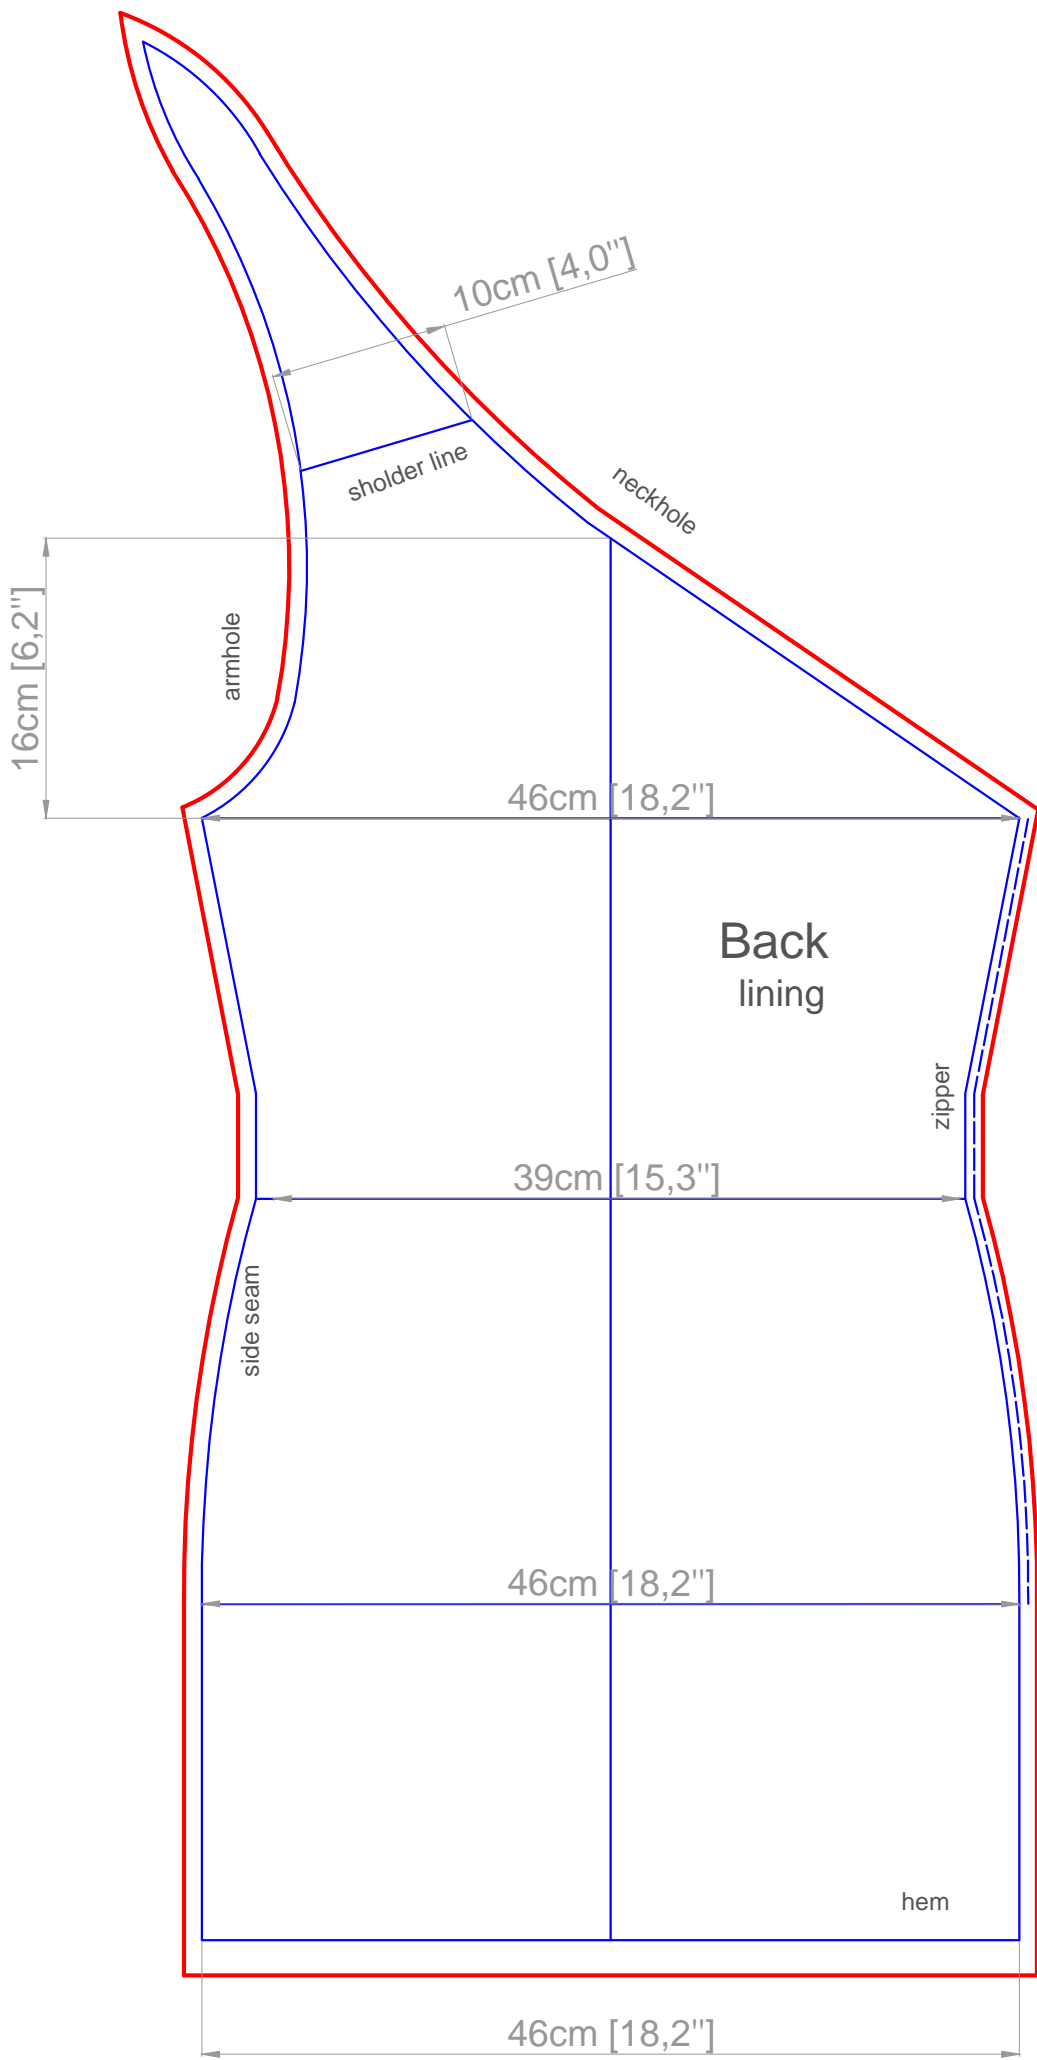 10cm [4,0"]
sholder line
neckhole
16cm [6,2"]
armhole
46cm [18,2"]
Back
lining
zipper
39cm [15,3"]
side seam
46cm [18,2"]
hem
46cm [18,2"]